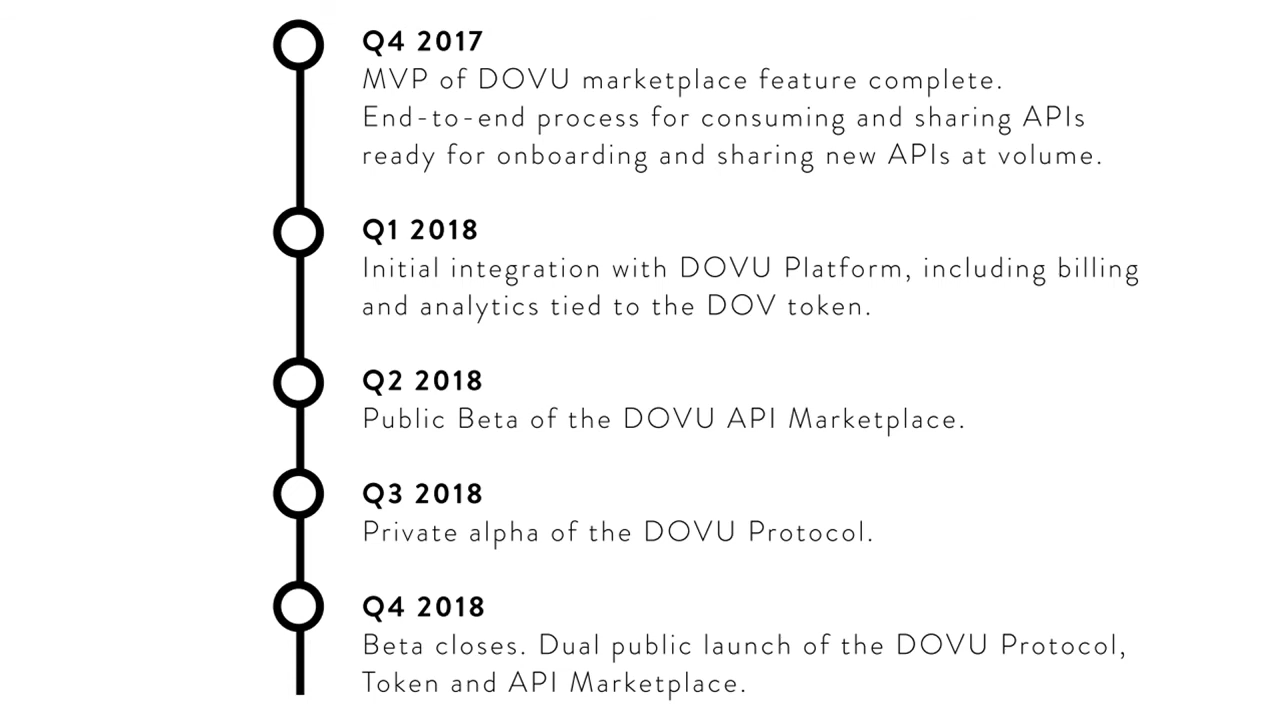 Q4 2017
MVP of DOVU marketplace feature complete.
End-to-end process for consuming and sharing APIs
ready for onboarding and sharing new APIs at volume.
Q1 2018
Initial integration with DOVU Platform, including billing
and analytics tied to the DOV token.
Q2 2018
Public Beta of the DOVU API Marketplace.
Q3 2018
Private alpha of the DOVU Protocol.
Q4 2018
Beta closes. Dual public launch of the DOVU Protocol,
Token and API Marketplace.